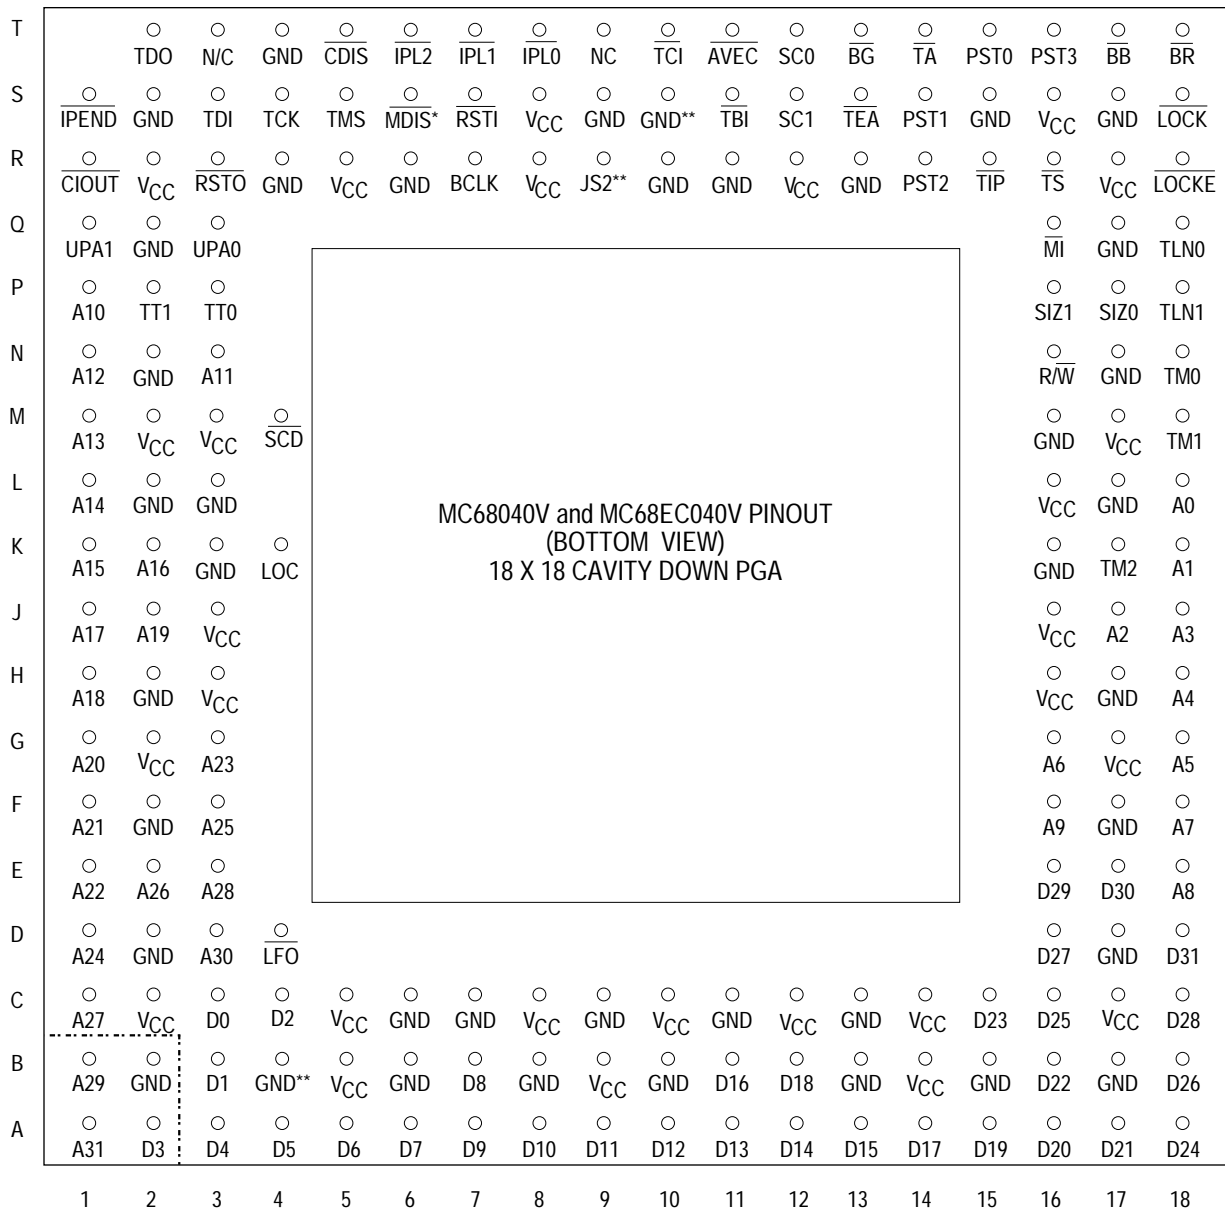 T
TDO N/C GND CDIS IPL2 IPL1 IPL0 NC TCI AVEC SC0 BG TA PST0 PST3 BB BR
S
IPEND GND TDI TCK TMS MDIS* RSTI VCC GND GND** TBI SC1 TEA PST1 GND VCC GND LOCK
R
CIOUT VCC RSTO GND VCC GND BCLK VCC JS2** GND GND VCC GND PST2 TIP TS VCC LOCKE
Q
UPA1 GND UPA0 MI GND TLN0
P
A10 TT1 TT0 SIZ1 SIZ0 TLN1
N
A12 GND A11 R/W GND TM0
M
A13 VCC VCC SCD GND VCC TM1
L
A14 GND GND VCC GND A0
MC68040V and MC68EC040V PINOUT
(BOTTOM VIEW)
18 X 18 CAVITY DOWN PGA
K
A15 A16 GND LOC GND TM2 A1
J
A17 A19 VCC VCC A2 A3
H
A18 GND VCC VCC GND A4
G
A20 VCC A23 A6 VCC A5
F
A21 GND A25 A9 GND A7
E
A22 A26 A28 D29 D30 A8
D
A24 GND A30 LFO D27 GND D31
C
A27 VCC D0 D2 VCC GND GND VCC GND VCC GND VCC GND VCC D23 D25 VCC D28
B
A29 GND D1 GND** VCC GND D8 GND VCC GND D16 D18 GND VCC GND D22 GND D26
A
A31 D3 D4 D5 D6 D7 D9 D10 D11 D12 D13 D14 D15 D17 D19 D20 D21 D24
1 2 3 4 5 6 7 8 9 10 11 12 13 14 15 16 17 18